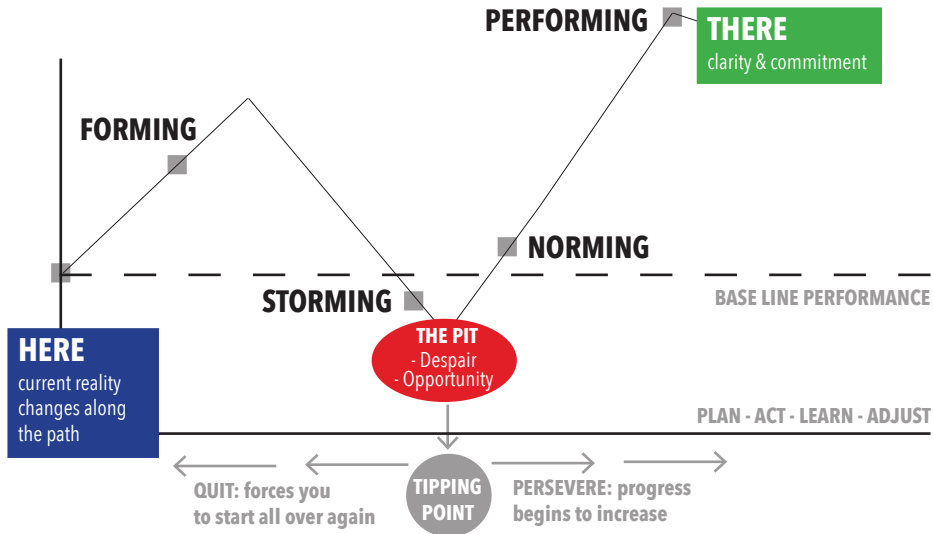 PERFORMING
THERE
clarity & commitment
FORMING
NORMING
STORMING
BASE LINE PERFORMANCE
THE PIT
- Despair
- Opportunity
HERE
current reality
changes along
the path
PLAN - ACT - LEARN - ADJUST
QUIT: forces you
to start all over again
TIPPING
POINT
PERSEVERE: progress
begins to increase